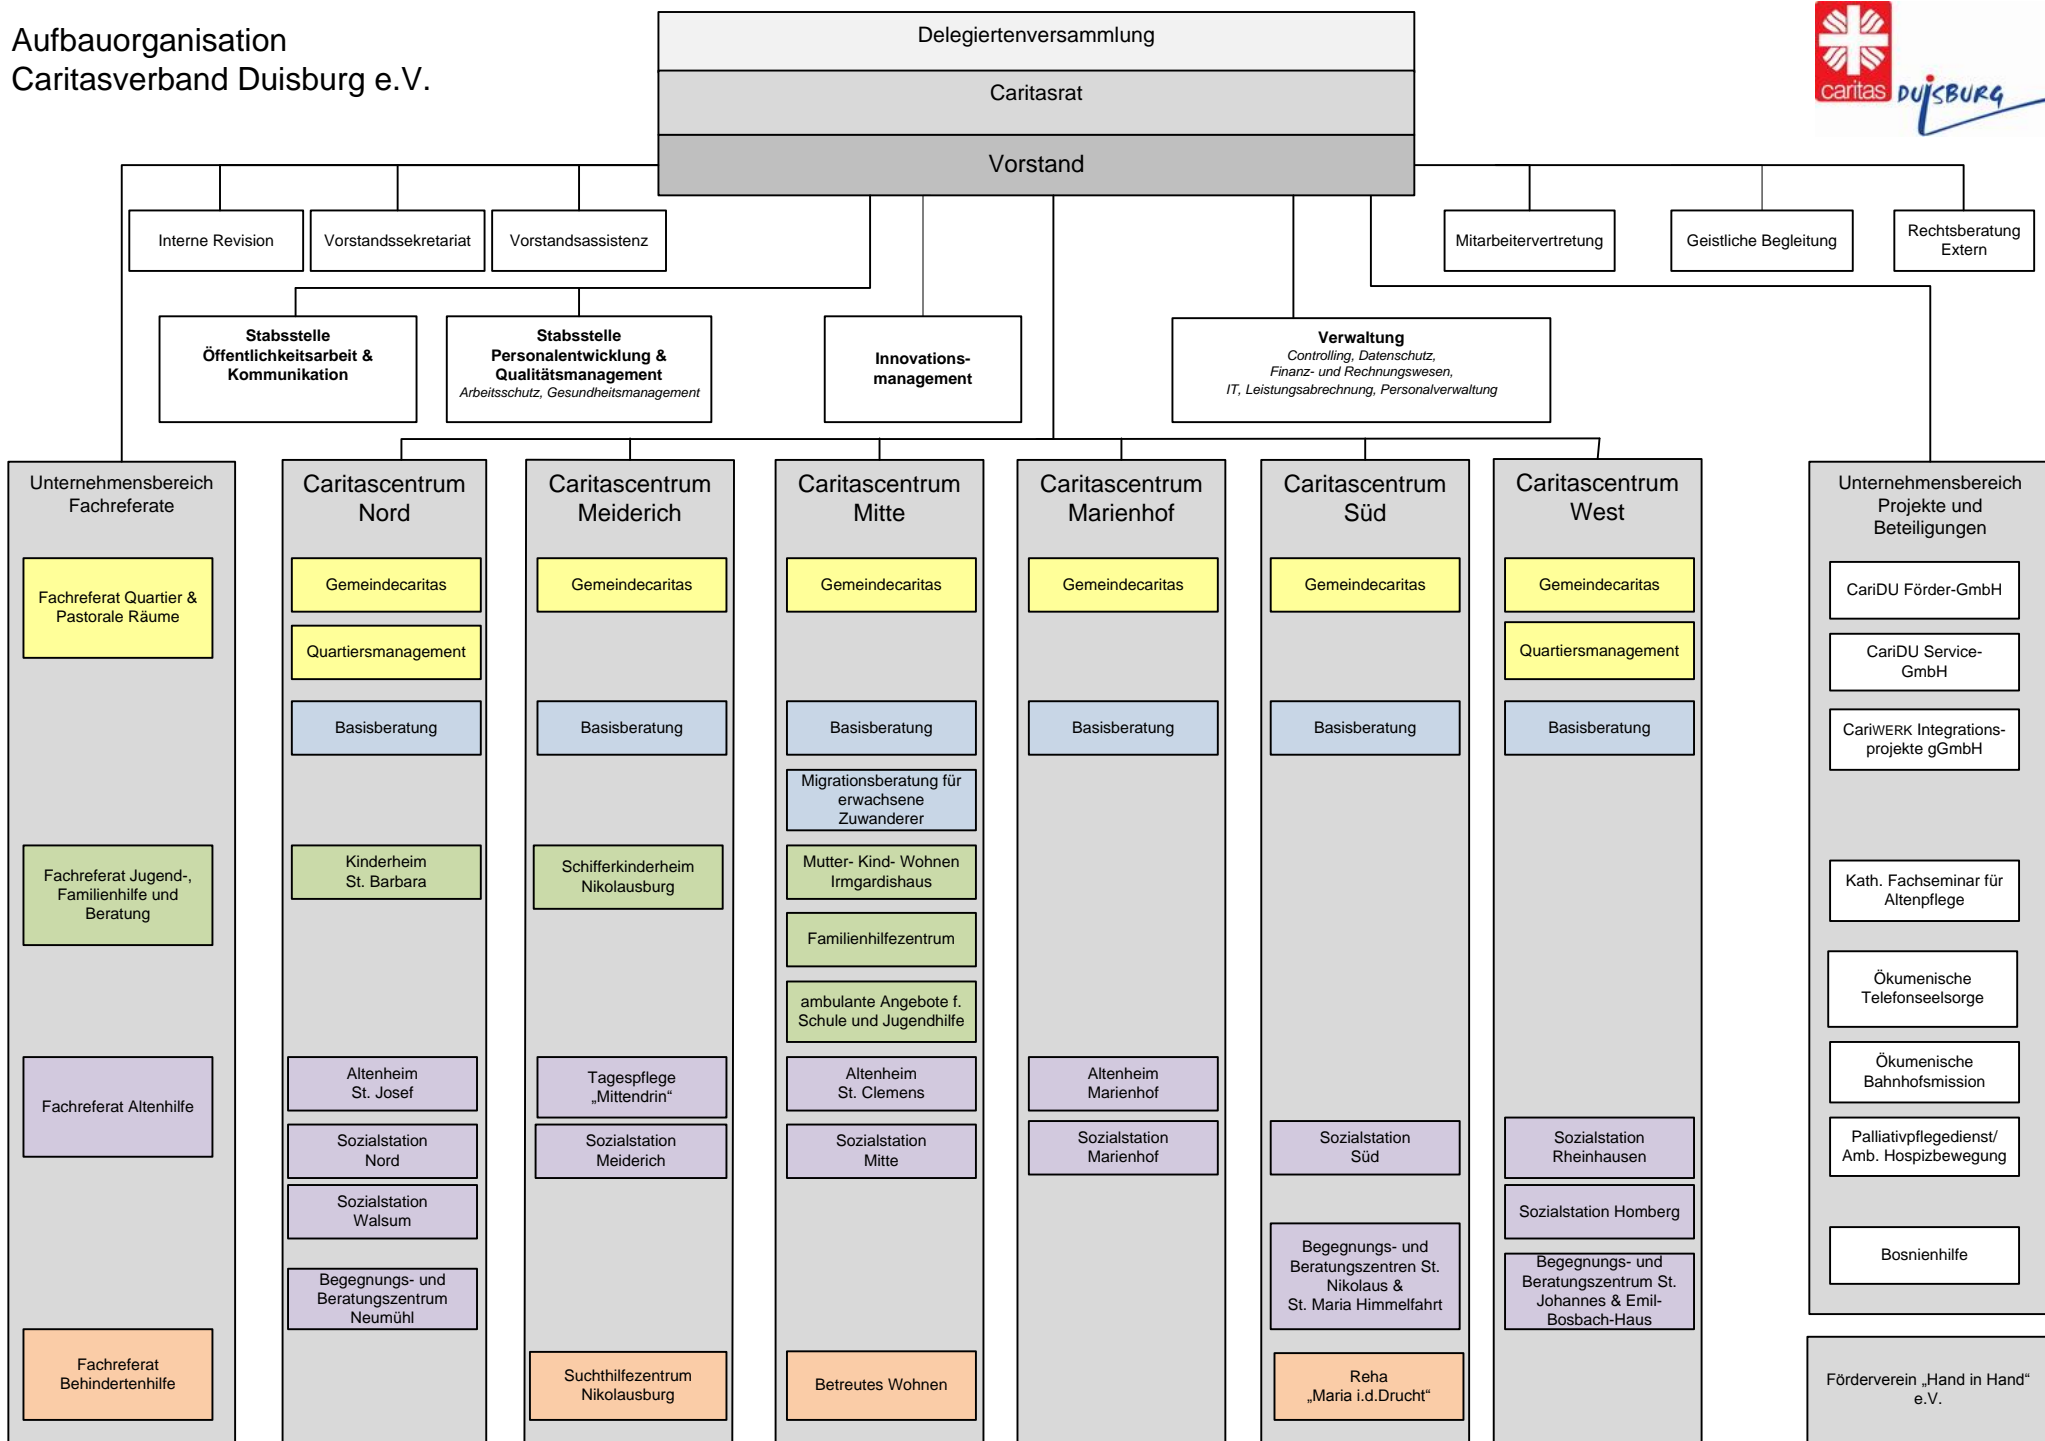 Aufbauorganisation
Caritasverband Duisburg e.V.
Delegiertenversammlung
Caritasrat
Vorstand
caritas DUISBURG
Interne Revision
Vorstandssekretariat
Vorstandsassistenz
Mitarbeitervertretung
Geistliche Begleitung
Rechtsberatung
Extern
Stabsstelle
Öffentlichkeitsarbeit &
Kommunikation
Stabsstelle
Personalentwicklung &
Qualitätsmanagement
Arbeitsschutz, Gesundheitsmanagement
Innovations-
management
Verwaltung
Controlling, Datenschutz,
Finanz- und Rechnungswesen,
IT, Leistungsabrechnung, Personalverwaltung
Unternehmensbereich
Fachreferate
Fachreferat Quartier &
Pastorale Räume
Fachreferat Jugend-,
Familienhilfe und
Beratung
Fachreferat Altenhilfe
Fachreferat
Behindertenhilfe
Caritascentrum
Nord
Gemeindecaritas
Quartiersmanagement
Basisberatung
Kinderheim
St. Barbara
Altenheim
St. Josef
Sozialstation
Nord
Sozialstation
Walsum
Begegnungs- und
Beratungszentrum
Neumühl
Caritascentrum
Meiderich
Gemeindecaritas
Basisberatung
Schifferkinderheim
Nikolausburg
Tagespflege
„Mittendrin“
Sozialstation
Meiderich
Suchthilfezentrum
Nikolausburg
Caritascentrum
Mitte
Gemeindecaritas
Basisberatung
Migrationsberatung für
erwachsene
Zuwanderer
Mutter- Kind- Wohnen
Irmgardishaus
Familienhilfezentrum
ambulante Angebote f.
Schule und Jugendhilfe
Altenheim
St. Clemens
Sozialstation
Mitte
Betreutes Wohnen
Caritascentrum
Marienhof
Gemeindecaritas
Basisberatung
Altenheim
Marienhof
Sozialstation
Marienhof
Caritascentrum
Süd
Gemeindecaritas
Basisberatung
Sozialstation
Süd
Begegnungs- und
Beratungszentren St.
Nikolaus &
St. Maria Himmelfahrt
Reha
„Maria i.d.Drucht“
Caritascentrum
West
Gemeindecaritas
Quartiersmanagement
Basisberatung
Sozialstation
Rheinhausen
Sozialstation Homberg
Begegnungs- und
Beratungszentrum St.
Johannes & Emil-
Bosbach-Haus
Unternehmensbereich
Projekte und
Beteiligungen
CariDU Förder-GmbH
CariDU Service-
GmbH
CariWERK Integrations-
projekte gGmbH
Kath. Fachseminar für
Altenpflege
Ökumenische
Telefonseelsorge
Ökumenische
Bahnhofsmission
Palliativpflegedienst/
Amb. Hospizbewegung
Bosnienhilfe
Förderverein „Hand in Hand“
e.V.